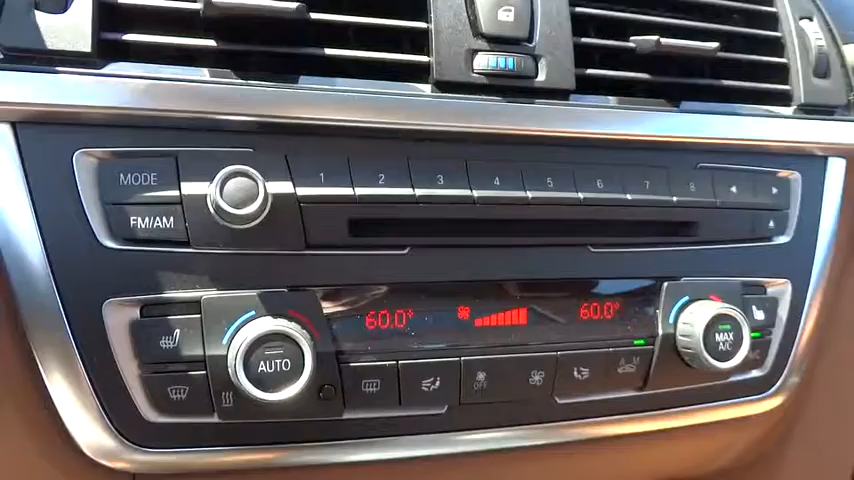 MODE 1 2 3 4 5 6 7 8
FM/AM
60.0° 60.0°
AUTO MAX A/C
OFF A/M